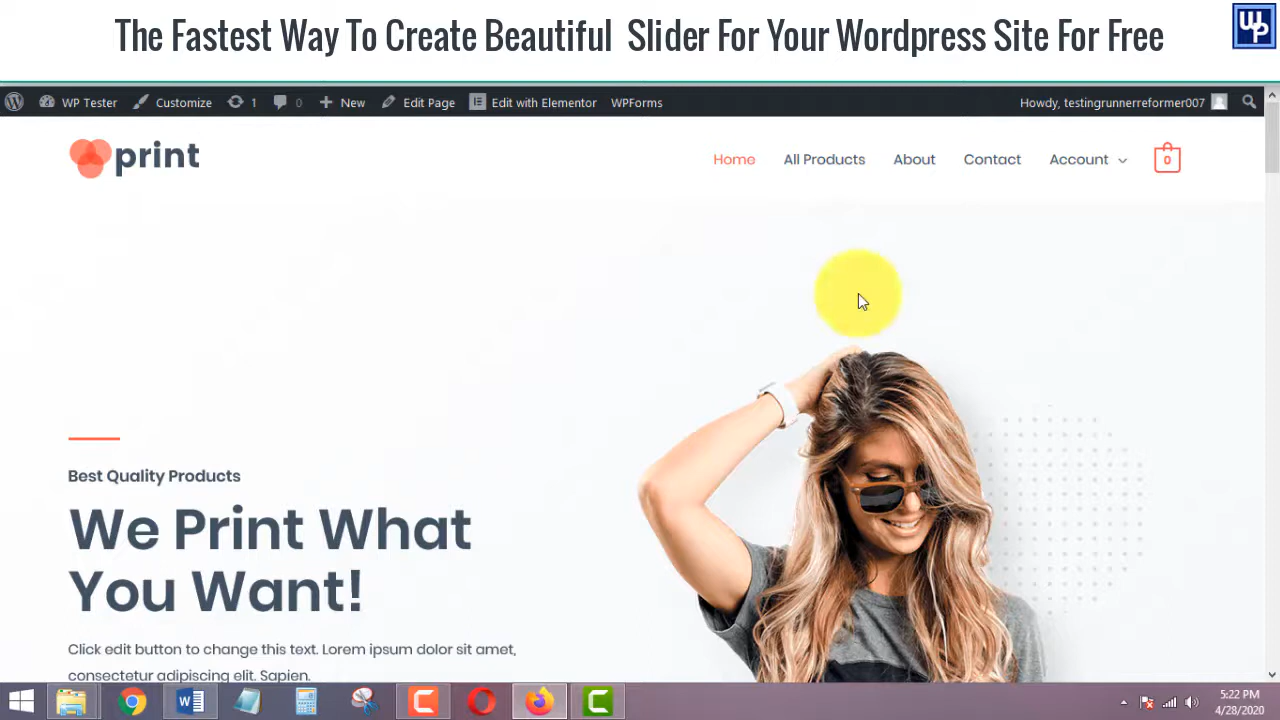 The Fastest Way To Create Beautiful Slider For Your Wordpress Site For Free
WP
WP Tester Customize 1 0 New Edit Page Edit with Elementor WPForms Howdy, testingrunnerreformer007
print
Home All Products About Contact Account 0
Best Quality Products
We Print What
You Want!
Click edit button to change this text. Lorem ipsum dolor sit amet,
consectetur adipiscing elit. Sapien.
5:22 PM
4/28/2020